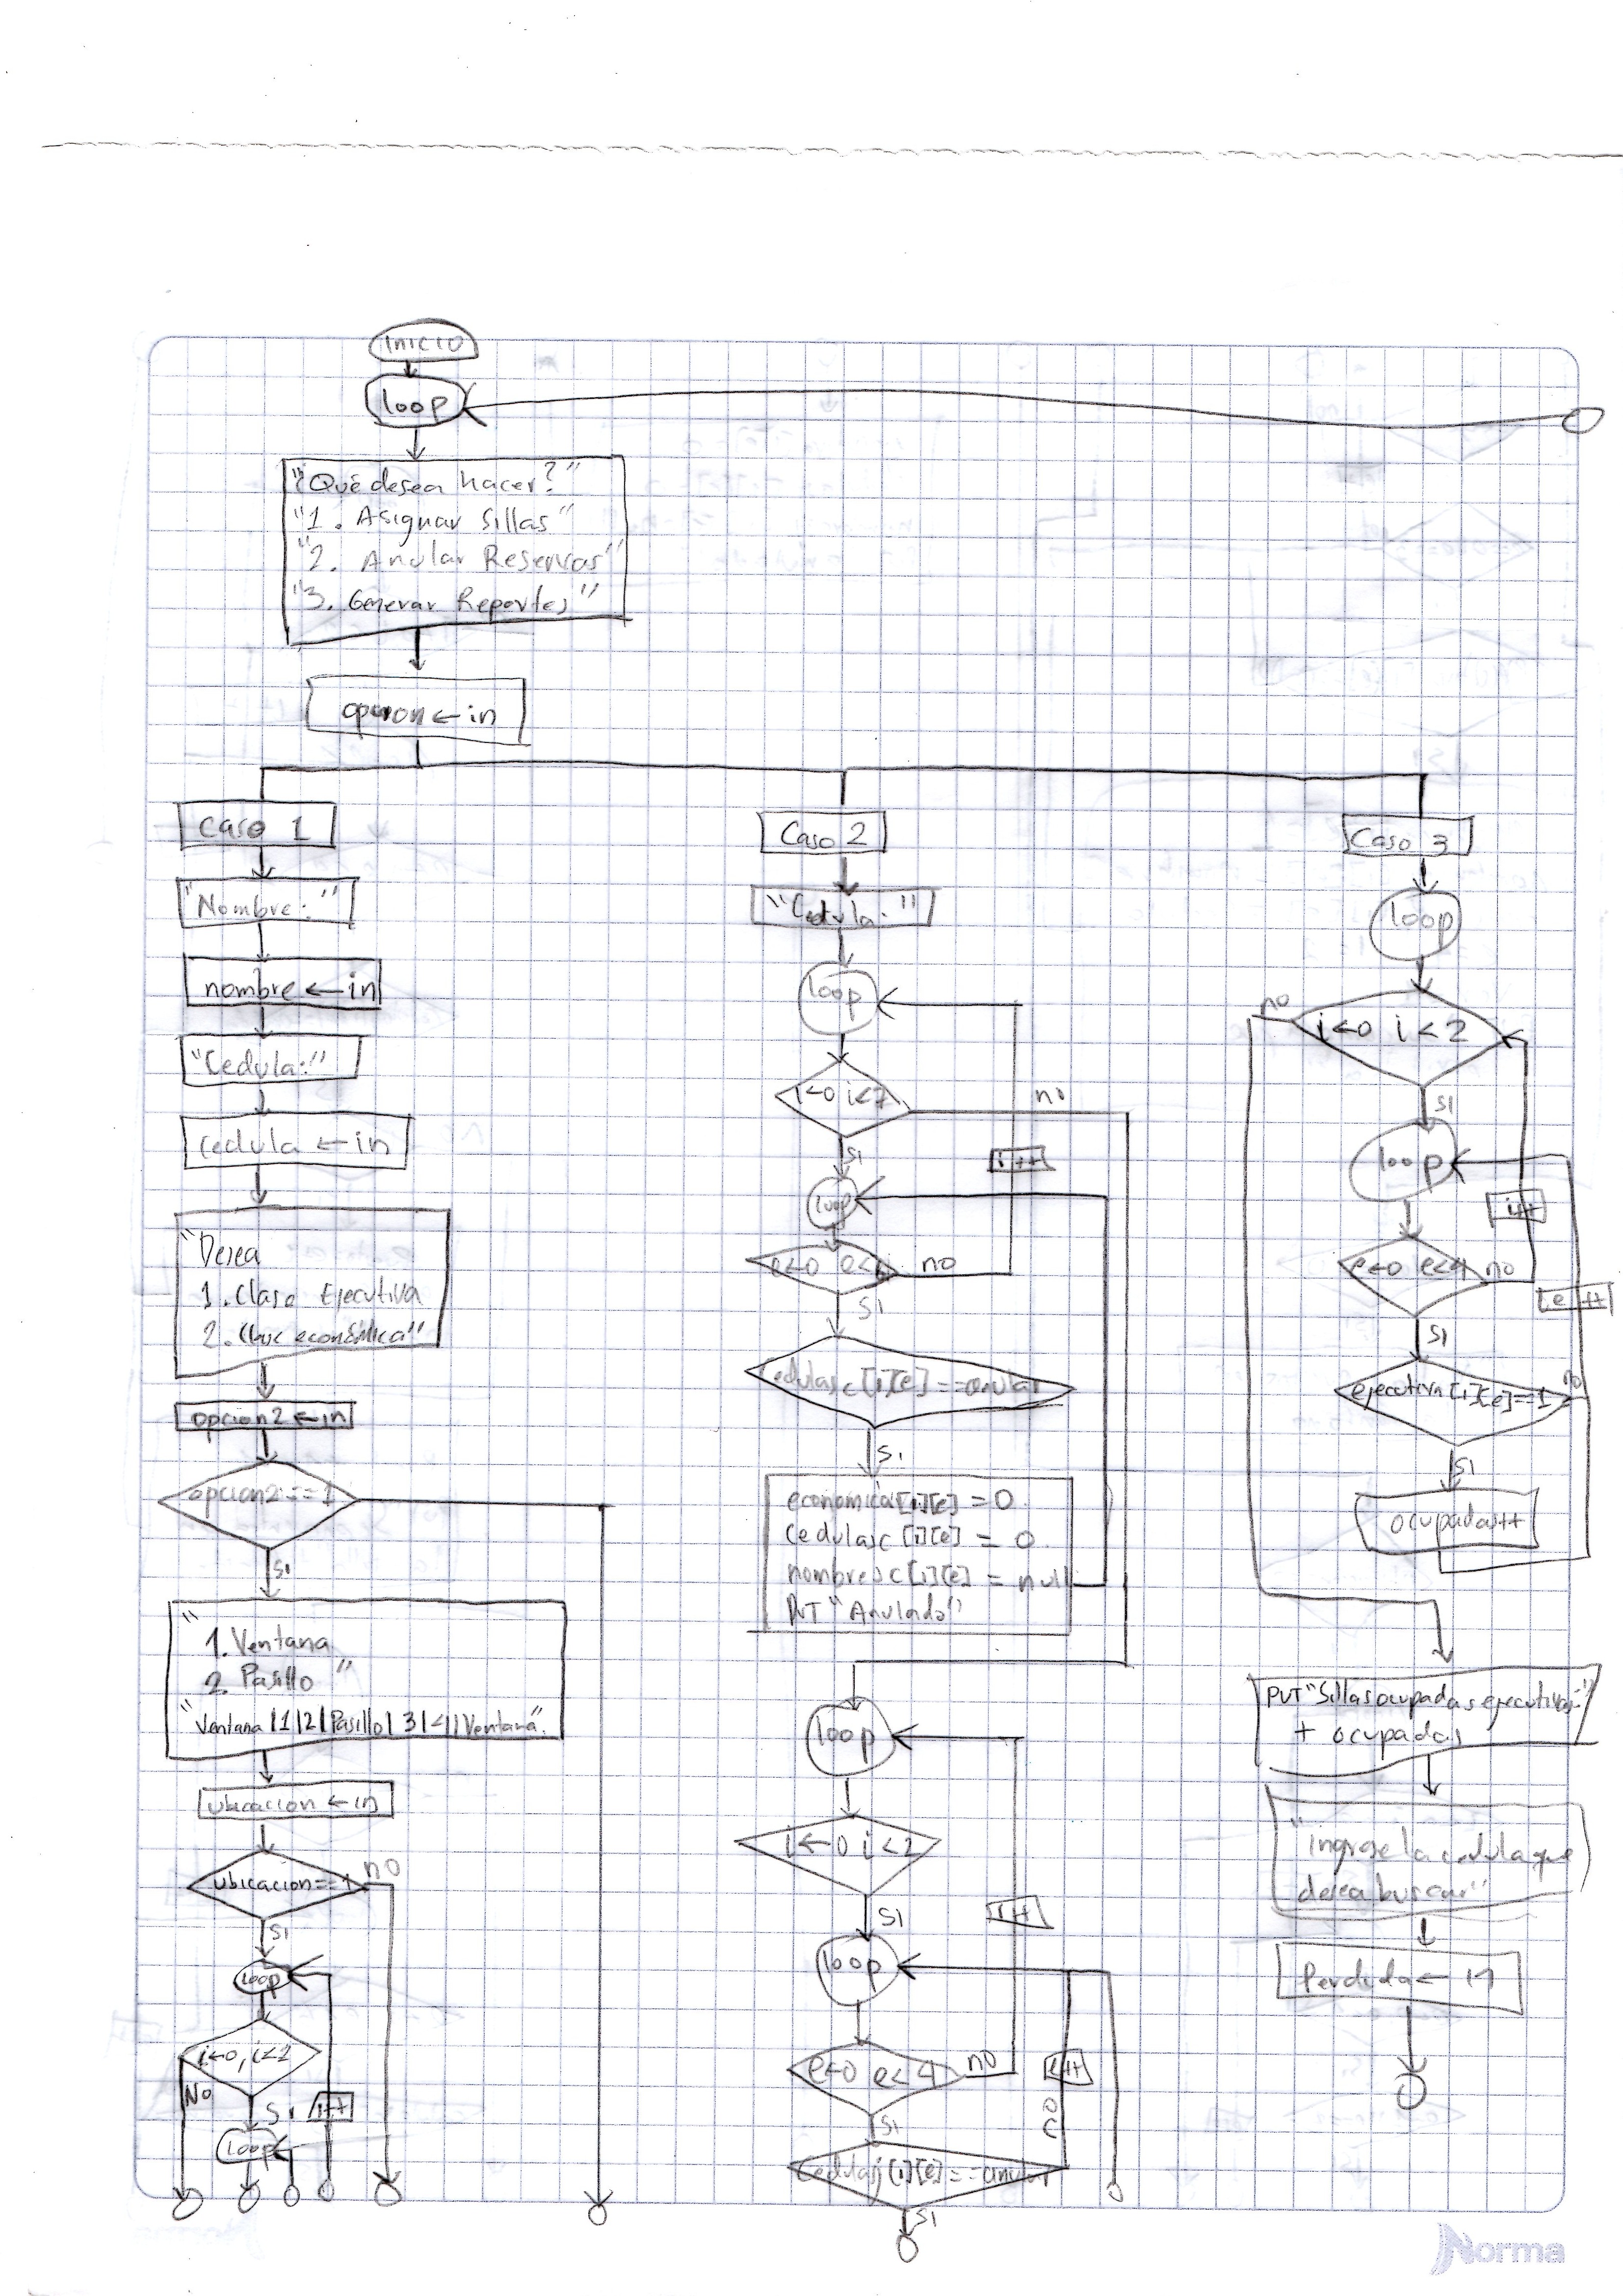 inicio
loop
"¿Qué desea hacer?"
"1. Asignar Sillas"
"2. Anular Reservas"
"3. Generar Reportes"
opcion ← in
Caso 1
"Nombre:"
nombre ← in
"Cedula:"
cedula ← in
"Desea
1. Clase Ejecutiva
2. Clase económica"
opcion2 ← in
opcion2 == 1
si
"
1. Ventana
2. Pasillo "
"Ventana |1|2| Pasillo | 3 | 4 | Ventana"
ubicacion ← in
ubicacion == 1
no
si
loop
i←0, i<2
No
si
i++
loop
Caso 2
"Cedula:"
loop
i←0 i<7
no
si
i++
loop
no
si
cedulasc[i][e] == anular
si
economica[i][e] = 0
cedulasc[i][e] = 0
nombresc[i][e] = null
PUT "Anulado"
loop
i←0 i<2
si
i++
loop
e←0 e<4
no
e++
si
cedulasj[i][e] == anular
si
Caso 3
loop
no
i←0 i<2
si
loop
i++
e←0 e<4
no
e++
si
ejecutiva[i][e]==1
no
si
ocupadas++
PUT "Sillas ocupadas ejecutivas:"
+ ocupadas
"ingrese la cedula que
desea buscar"
Perdida ← in
Norma